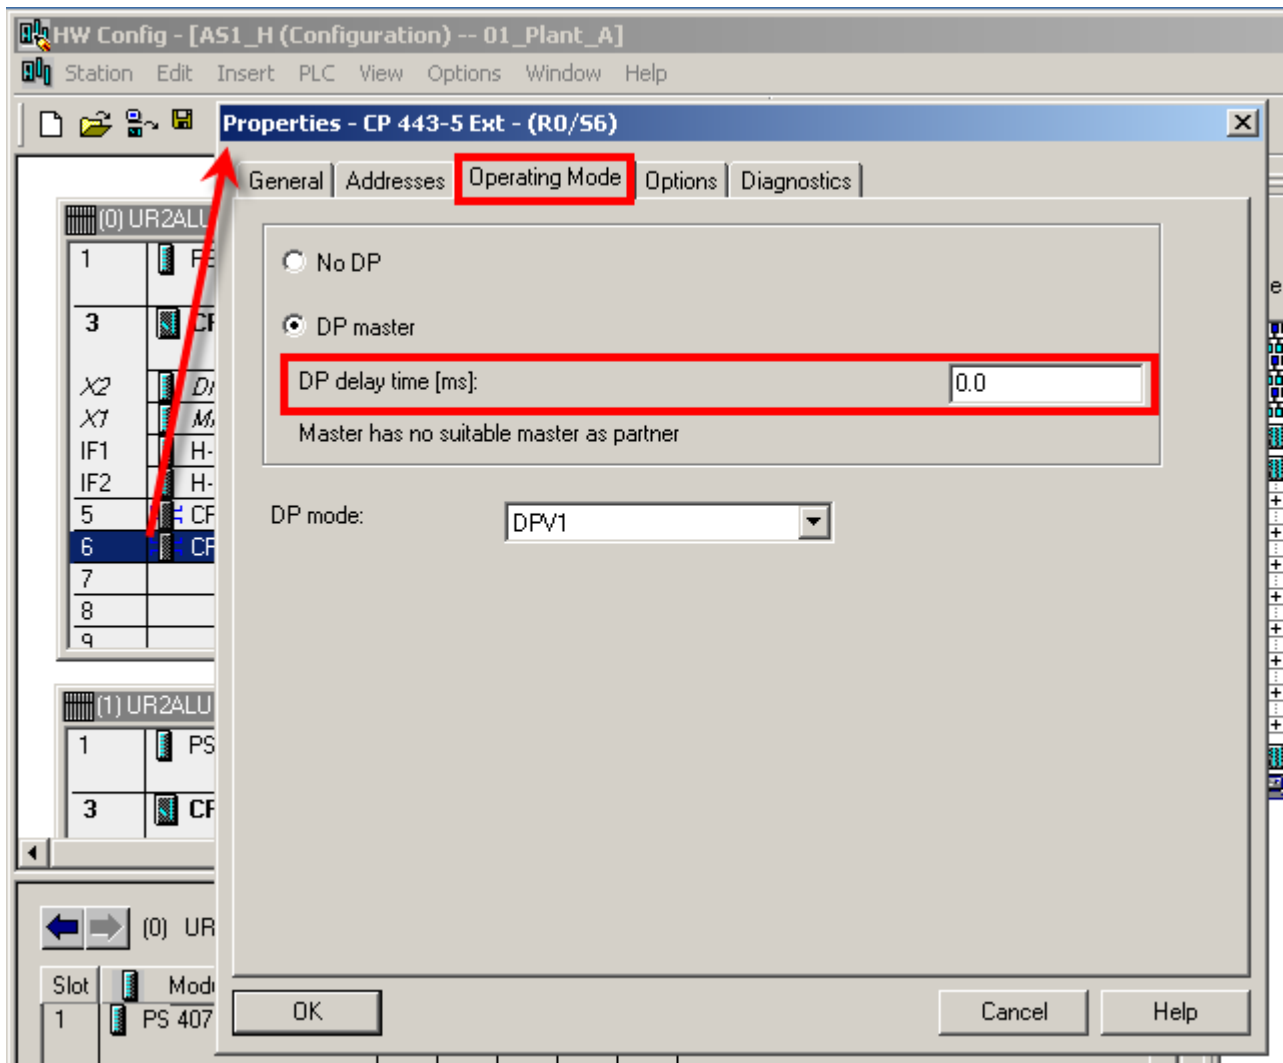 HW Config - [AS1_H (Configuration) -- 01_Plant_A]
Station Edit Insert PLC View Options Window Help
Properties - CP 443-5 Ext - (R0/S6)
General Addresses Operating Mode Options Diagnostics
(0) UR2ALU
1
3 CP
X2 D
X1 M
IF1 H-
IF2 H-
5 CP
6 CP
7
8
9
No DP
DP master
DP delay time [ms]: 0.0
Master has no suitable master as partner
DP mode: DPV1
(1) UR2ALU
1 PS
3 CP
(0) UR
Slot Modu
1 PS 407
OK Cancel Help